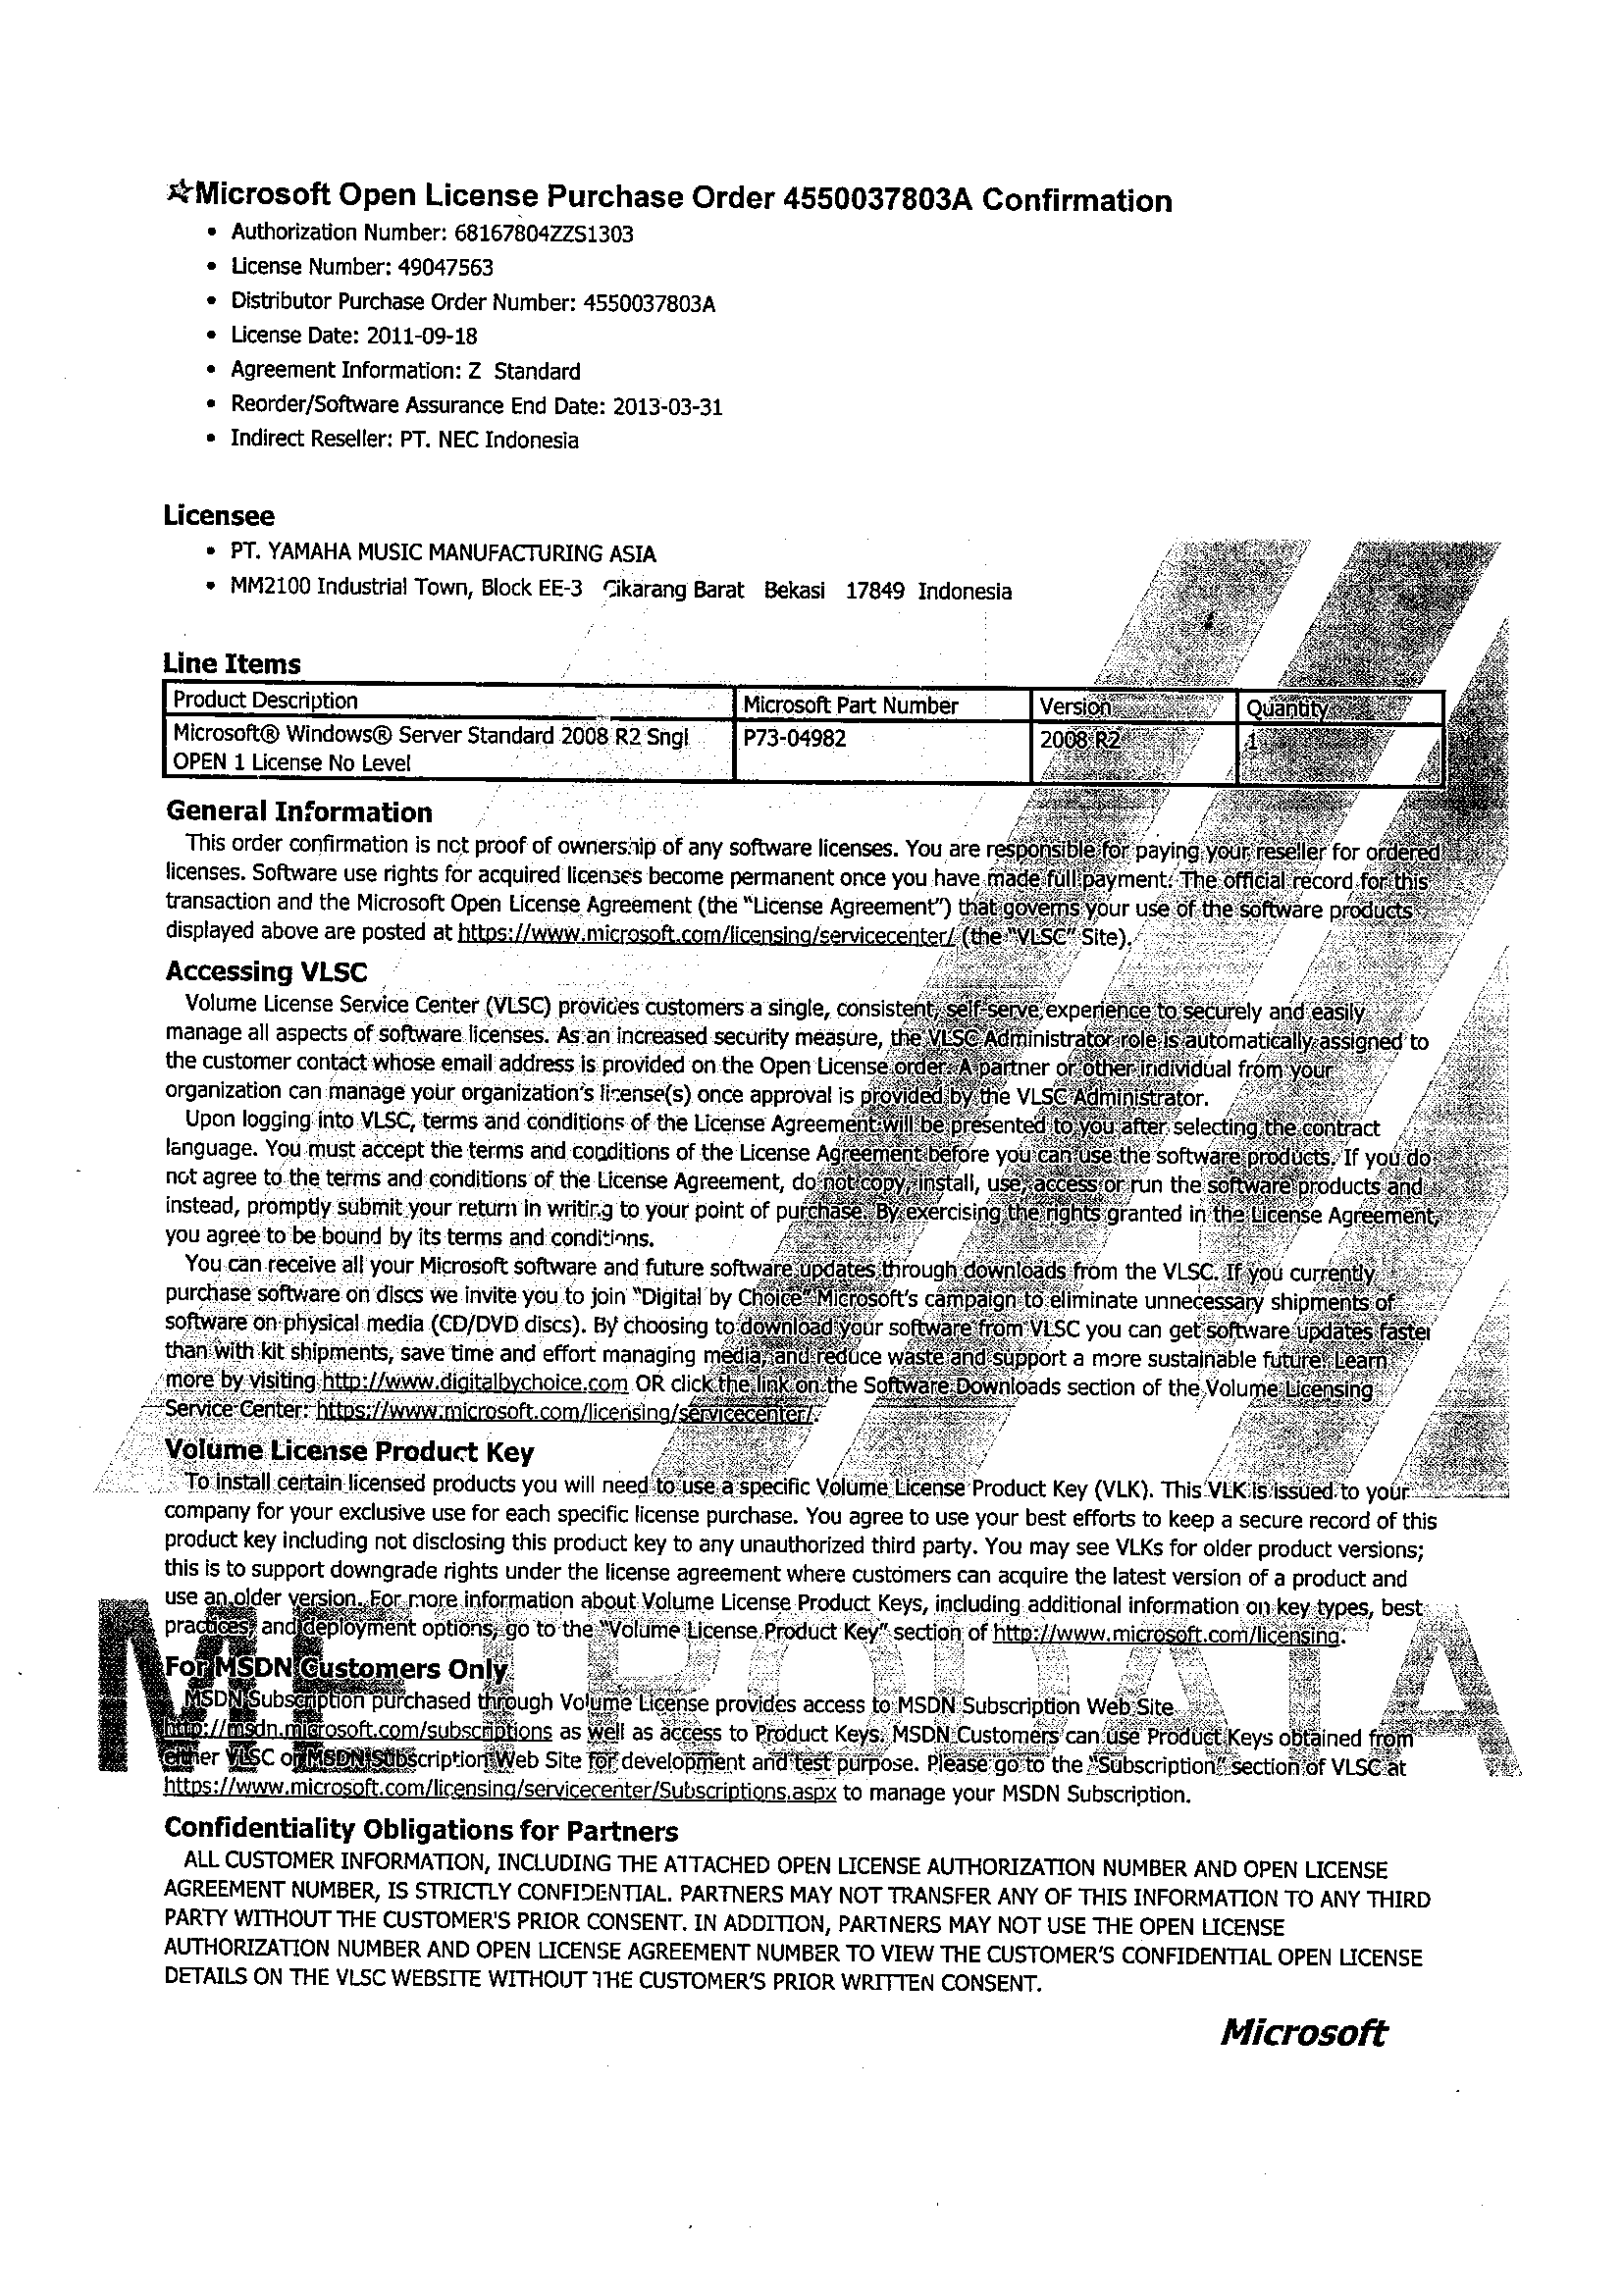 ☆Microsoft Open License Purchase Order 4550037803A Confirmation
• Authorization Number: 68167804ZZS1303
• License Number: 49047563
• Distributor Purchase Order Number: 4550037803A
• License Date: 2011-09-18
• Agreement Information: Z Standard
• Reorder/Software Assurance End Date: 2013-03-31
• Indirect Reseller: PT. NEC Indonesia
Licensee
• PT. YAMAHA MUSIC MANUFACTURING ASIA
• MM2100 Industrial Town, Block EE-3 Cikarang Barat Bekasi 17849 Indonesia
Line Items
Product Description Microsoft Part Number Version Quantity
Microsoft® Windows® Server Standard 2008 R2 Sngl P73-04982 2008 R2 1
OPEN 1 License No Level
General Information
This order confirmation is not proof of ownership of any software licenses. You are responsible for paying your reseller for ordered
licenses. Software use rights for acquired licenses become permanent once you have made full payment. The official record for this
transaction and the Microsoft Open License Agreement (the “License Agreement”) that governs your use of the software products
displayed above are posted at https://www.microsoft.com/licensing/servicecenter/ (the “VLSC” Site).
Accessing VLSC
Volume License Service Center (VLSC) provides customers a single, consistent, self-serve experience to securely and easily
manage all aspects of software licenses. As an increased security measure, the VLSC Administrator role is automatically assigned to
the customer contact whose email address is provided on the Open License order. A partner or other individual from your
organization can manage your organization's license(s) once approval is provided by the VLSC Administrator.
Upon logging into VLSC, terms and conditions of the License Agreement will be presented to you after selecting the contract
language. You must accept the terms and conditions of the License Agreement before you can use the software products. If you do
not agree to the terms and conditions of the License Agreement, do not copy, install, use, access or run the software products and
instead, promptly submit your return in writing to your point of purchase. By exercising the rights granted in the License Agreement,
you agree to be bound by its terms and conditions.
You can receive all your Microsoft software and future software updates through downloads from the VLSC. If you currently
purchase software on discs we invite you to join “Digital by Choice” Microsoft's campaign to eliminate unnecessary shipments of
software on physical media (CD/DVD discs). By choosing to download your software from VLSC you can get software updates faster
than with kit shipments, save time and effort managing media, and reduce waste and support a more sustainable future. Learn
more by visiting http://www.digitalbychoice.com OR click the link on the Software Downloads section of the Volume Licensing
Service Center: https://www.microsoft.com/licensing/servicecenter/.
Volume License Product Key
To install certain licensed products you will need to use a specific Volume License Product Key (VLK). This VLK is issued to your
company for your exclusive use for each specific license purchase. You agree to use your best efforts to keep a secure record of this
product key including not disclosing this product key to any unauthorized third party. You may see VLKs for older product versions;
this is to support downgrade rights under the license agreement where customers can acquire the latest version of a product and
use an older version. For more information about Volume License Product Keys, including additional information on key types, best
practices, and deployment options, go to the “Volume License Product Key” section of http://www.microsoft.com/licensing.
METRODATA
For MSDN Customers Only
MSDN Subscription purchased through Volume License provides access to MSDN Subscription Web Site
http://msdn.microsoft.com/subscriptions as well as access to Product Keys. MSDN Customers can use Product Keys obtained from
either VLSC or MSDN Subscription Web Site for development and test purpose. Please go to the “Subscription” section of VLSC at
https://www.microsoft.com/licensing/servicecenter/Subscriptions.aspx to manage your MSDN Subscription.
Confidentiality Obligations for Partners
ALL CUSTOMER INFORMATION, INCLUDING THE ATTACHED OPEN LICENSE AUTHORIZATION NUMBER AND OPEN LICENSE
AGREEMENT NUMBER, IS STRICTLY CONFIDENTIAL. PARTNERS MAY NOT TRANSFER ANY OF THIS INFORMATION TO ANY THIRD
PARTY WITHOUT THE CUSTOMER'S PRIOR CONSENT. IN ADDITION, PARTNERS MAY NOT USE THE OPEN LICENSE
AUTHORIZATION NUMBER AND OPEN LICENSE AGREEMENT NUMBER TO VIEW THE CUSTOMER'S CONFIDENTIAL OPEN LICENSE
DETAILS ON THE VLSC WEBSITE WITHOUT THE CUSTOMER'S PRIOR WRITTEN CONSENT.
Microsoft